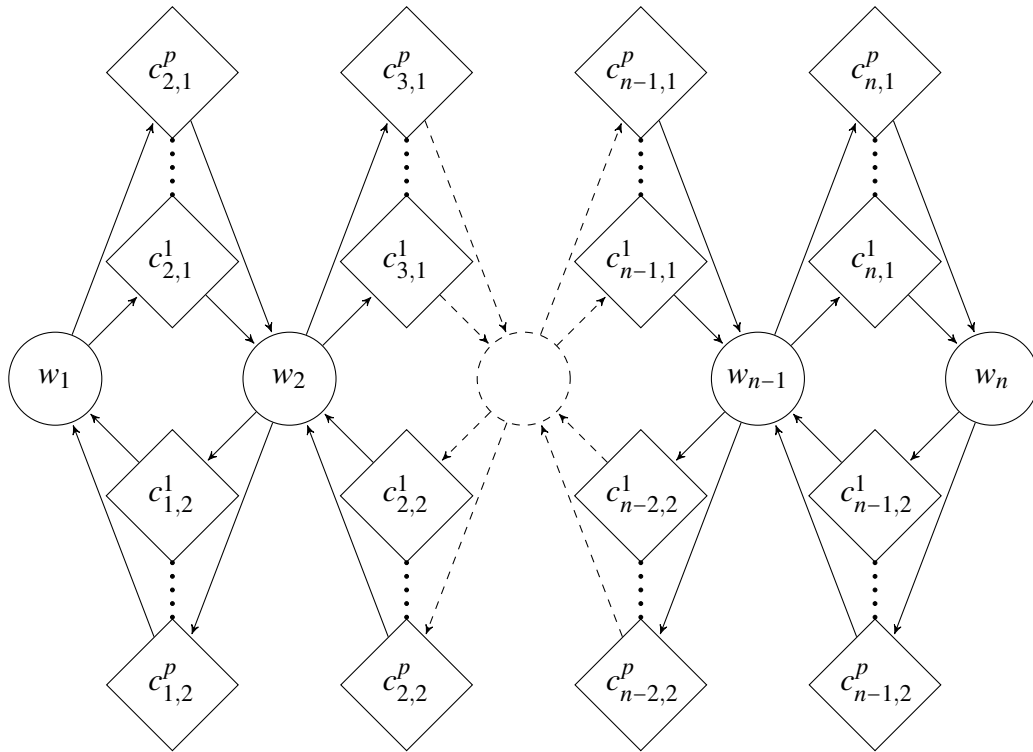 c^p_{2,1} c^p_{3,1} c^p_{n−1,1} c^p_{n,1}
c^1_{2,1} c^1_{3,1} c^1_{n−1,1} c^1_{n,1}
w_1 w_2 w_{n−1} w_n
c^1_{1,2} c^1_{2,2} c^1_{n−2,2} c^1_{n−1,2}
c^p_{1,2} c^p_{2,2} c^p_{n−2,2} c^p_{n−1,2}